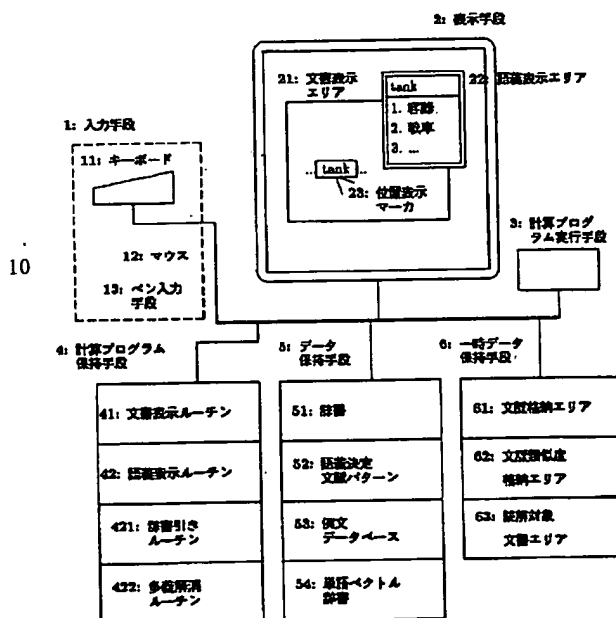 2: 表示手段
21: 文書表示
エリア
22: 語義表示エリア
tank
1. 容器.
2. 戦車
3. ...
... tank ...
23: 位置表示
マーカ
1: 入力手段
11: キーボード
12: マウス
13: ペン入力
手段
3: 計算プログ
ラム実行手段
10
4: 計算プログラム
保持手段
5: データ
保持手段
6: 一時データ
保持手段
41: 文書表示ルーチン
42: 語義表示ルーチン
421: 辞書引き
ルーチン
422: 多義解消
ルーチン
51: 辞書
52: 語義決定
文脈パターン
53: 例文
データベース
54: 単語ベクトル
辞書
61: 文脈格納エリア
62: 文脈類似度
格納エリア
63: 読解対象
文書エリア